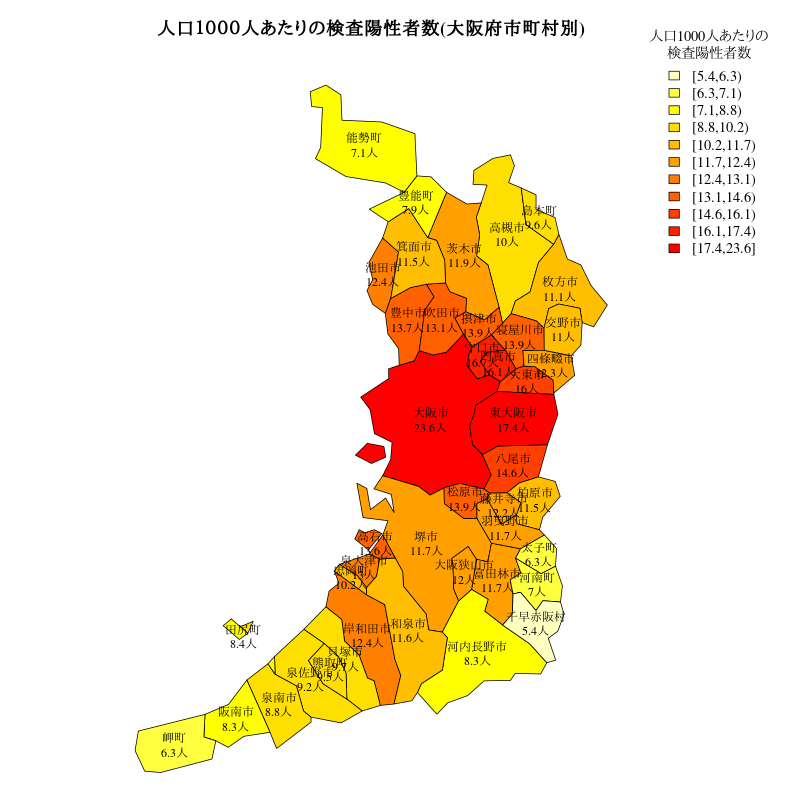 人口1000人あたりの検査陽性者数(大阪府市町村別)
人口1000人あたりの
検査陽性者数
[5.4,6.3)
[6.3,7.1)
[7.1,8.8)
[8.8,10.2)
[10.2,11.7)
[11.7,12.4)
[12.4,13.1)
[13.1,14.6)
[14.6,16.1)
[16.1,17.4)
[17.4,23.6]
能勢町
7.1人
豊能町
7.9人
島本町
9.6人
高槻市
10人
茨木市
11.9人
箕面市
11.5人
池田市
12.4人
枚方市
11.1人
豊中市
13.7人
吹田市
13.1人
摂津市
13.9人
寝屋川市
13.9人
交野市
11人
守口市
16.7人
門真市
16.1人
四條畷市
12.3人
大東市
16人
大阪市
23.6人
東大阪市
17.4人
八尾市
14.6人
松原市
13.9人
藤井寺市
12.2人
柏原市
11.5人
羽曳野市
11.7人
高石市
堺市
11.7人
太子町
6.3人
泉大津市
13人
忠岡町
10.2人
大阪狭山市
12人
富田林市
11.7人
河南町
7人
千早赤阪村
5.4人
田尻町
8.4人
岸和田市
12.4人
和泉市
11.6人
河内長野市
8.3人
貝塚市
9.7人
熊取町
9.5人
泉佐野市
9.2人
泉南市
8.8人
阪南市
8.3人
岬町
6.3人